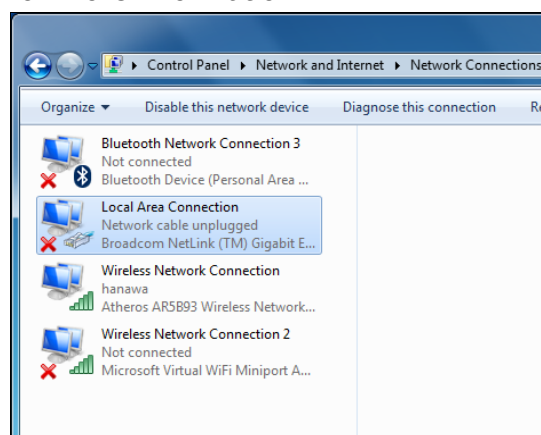 Control Panel ▸ Network and Internet ▸ Network Connections
Organize ▾ Disable this network device Diagnose this connection
Bluetooth Network Connection 3
Not connected
Bluetooth Device (Personal Area ...
Local Area Connection
Network cable unplugged
Broadcom NetLink (TM) Gigabit E...
Wireless Network Connection
hanawa
Atheros AR5B93 Wireless Network...
Wireless Network Connection 2
Not connected
Microsoft Virtual WiFi Miniport A...